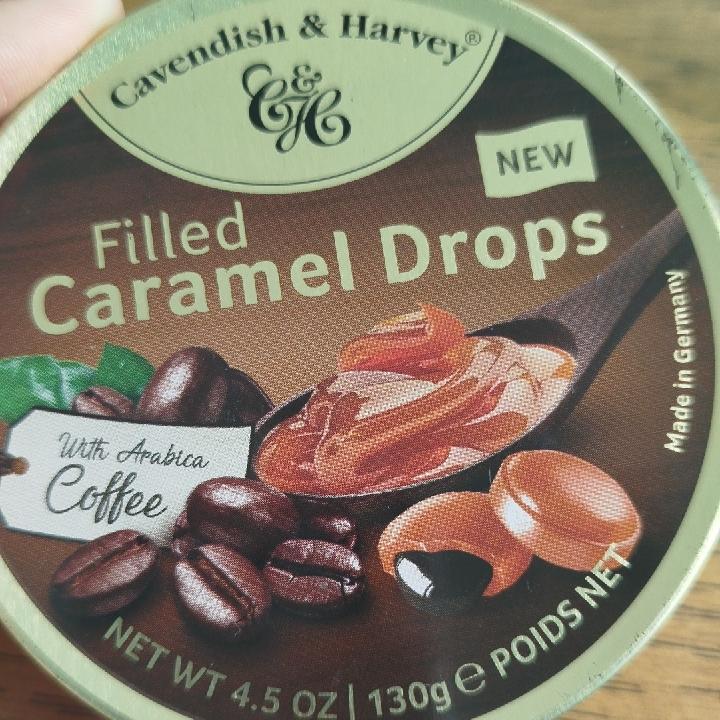 Cavendish & Harvey®
C&H
NEW
Filled
Caramel Drops
Made in Germany
With Arabica
Coffee
NET WT 4.5 OZ | 130g ℮ POIDS NET